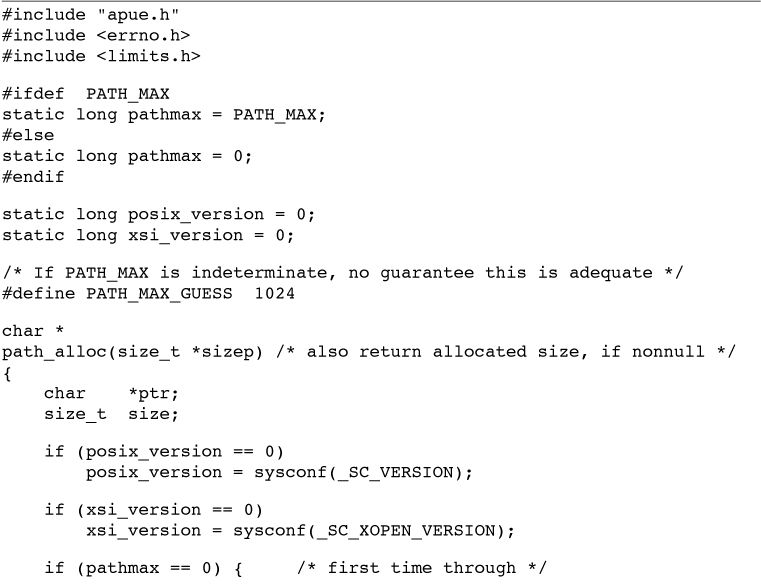 #include "apue.h"
#include <errno.h>
#include <limits.h>

#ifdef  PATH_MAX
static long pathmax = PATH_MAX;
#else
static long pathmax = 0;
#endif

static long posix_version = 0;
static long xsi_version = 0;

/* If PATH_MAX is indeterminate, no guarantee this is adequate */
#define PATH_MAX_GUESS  1024

char *
path_alloc(size_t *sizep) /* also return allocated size, if nonnull */
{
    char    *ptr;
    size_t  size;

    if (posix_version == 0)
        posix_version = sysconf(_SC_VERSION);

    if (xsi_version == 0)
        xsi_version = sysconf(_SC_XOPEN_VERSION);

    if (pathmax == 0) {     /* first time through */